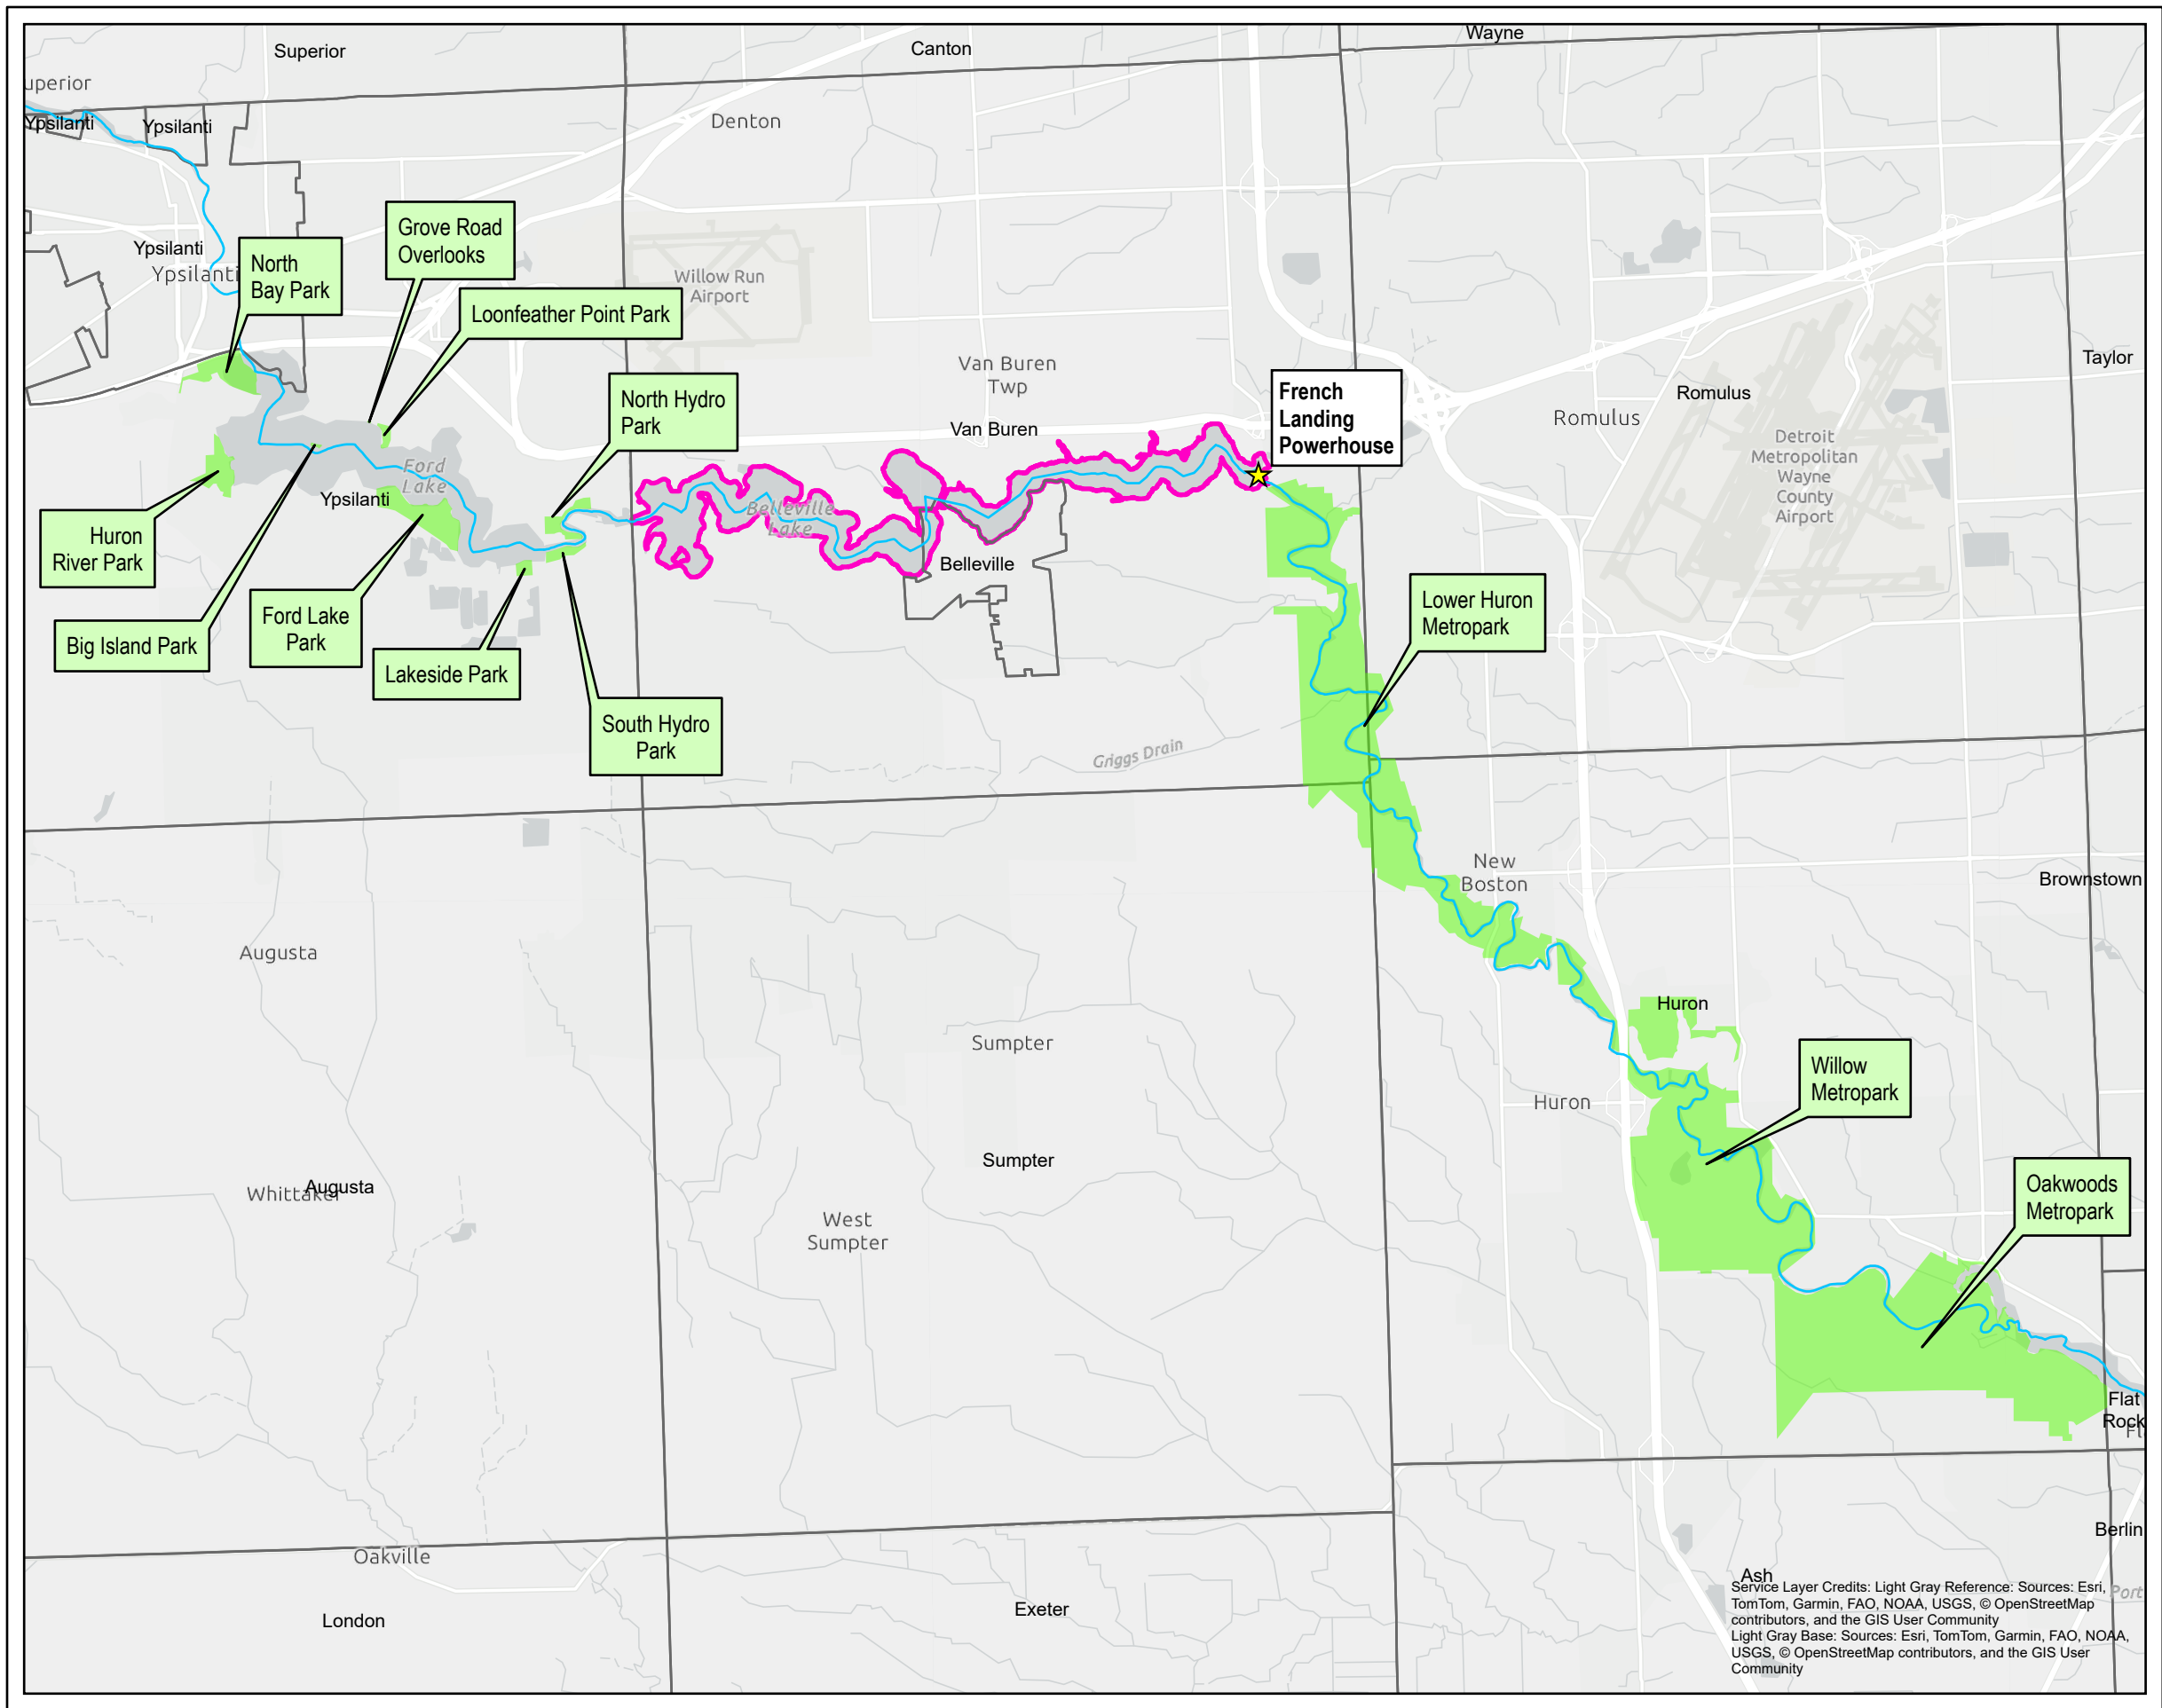 Wayne
Superior
Canton
uperior
Denton
Ypsilanti
Ypsilanti
Grove Road
Overlooks
Ypsilanti
Ypsilanti
North
Bay Park
Willow Run
Airport
Loonfeather Point Park
Van Buren
Twp
Taylor
North Hydro
Park
French
Landing
Powerhouse
Romulus
Romulus
Van Buren
Detroit
Metropolitan
Wayne
County
Airport
Ford
Lake
Ypsilanti
Belleville
Lake
Huron
River Park
Belleville
Big Island Park
Ford Lake
Park
Lakeside Park
Lower Huron
Metropark
South Hydro
Park
Griggs Drain
New
Boston
Brownstown
Augusta
Huron
Sumpter
Willow
Metropark
Huron
Sumpter
Whittaker
Augusta
Oakwoods
Metropark
West
Sumpter
Flat
Rock
Fl
Berlin
Oakville
Ash
London
Exeter
Port
Service Layer Credits: Light Gray Reference: Sources: Esri,
TomTom, Garmin, FAO, NOAA, USGS, © OpenStreetMap
contributors, and the GIS User Community
Light Gray Base: Sources: Esri, TomTom, Garmin, FAO, NOAA,
USGS, © OpenStreetMap contributors, and the GIS User
Community